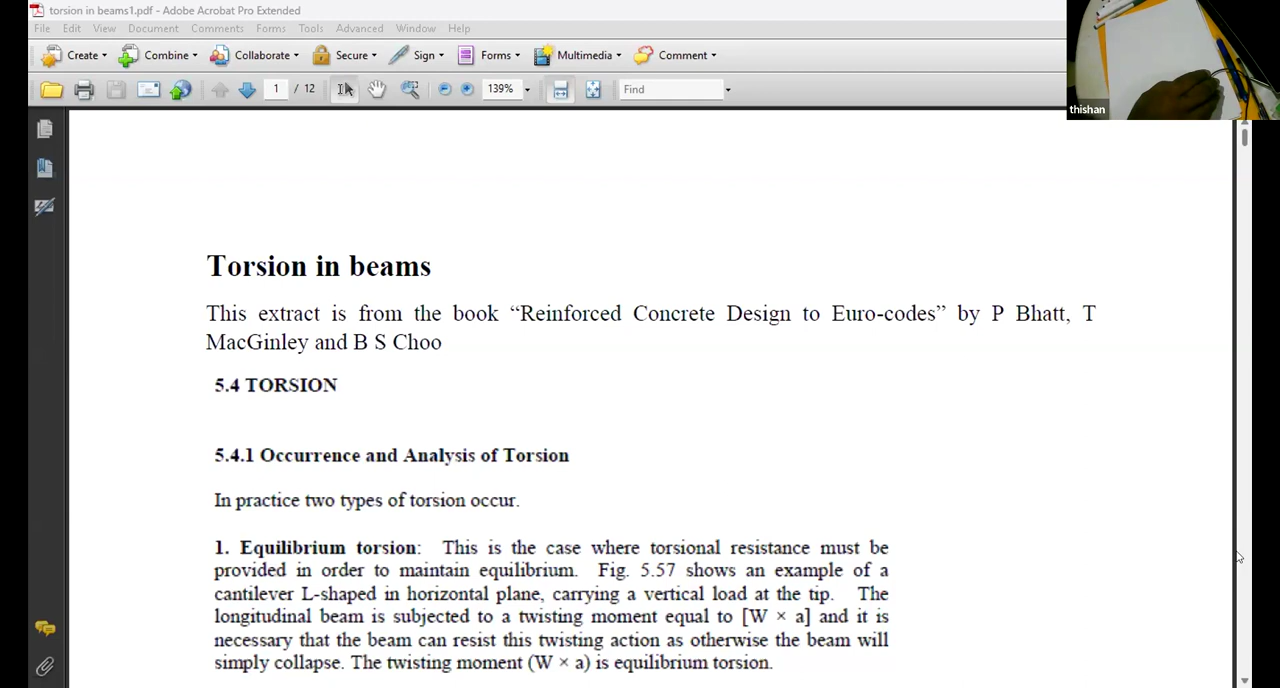 torsion in beams1.pdf - Adobe Acrobat Pro Extended
File Edit View Document Comments Forms Tools Advanced Window Help
Create Combine Collaborate Secure Sign Forms Multimedia Comment
1 / 12 139% Find
thishan
Torsion in beams
This extract is from the book “Reinforced Concrete Design to Euro-codes” by P Bhatt, T
MacGinley and B S Choo
5.4 TORSION
5.4.1 Occurrence and Analysis of Torsion
In practice two types of torsion occur.
1. Equilibrium torsion: This is the case where torsional resistance must be
provided in order to maintain equilibrium. Fig. 5.57 shows an example of a
cantilever L-shaped in horizontal plane, carrying a vertical load at the tip. The
longitudinal beam is subjected to a twisting moment equal to [W × a] and it is
necessary that the beam can resist this twisting action as otherwise the beam will
simply collapse. The twisting moment (W × a) is equilibrium torsion.